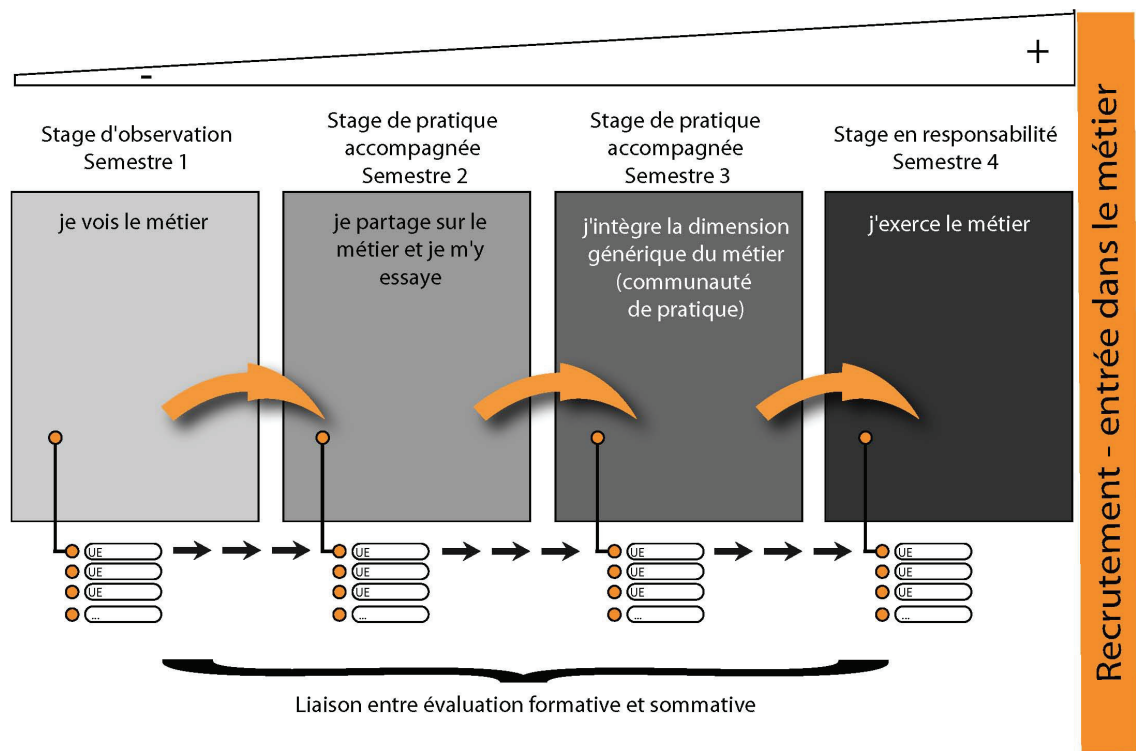 -
+
Stage d'observation
Semestre 1
Stage de pratique
accompagnée
Semestre 2
Stage de pratique
accompagnée
Semestre 3
Stage en responsabilité
Semestre 4
je vois le métier
je partage sur le
métier et je m'y
essaye
j'intègre la dimension
générique du métier
(communauté
de pratique)
j'exerce le métier
UE
UE
UE
...
UE
UE
UE
...
UE
UE
UE
...
UE
UE
UE
...
Liaison entre évaluation formative et sommative
Recrutement - entrée dans le métier